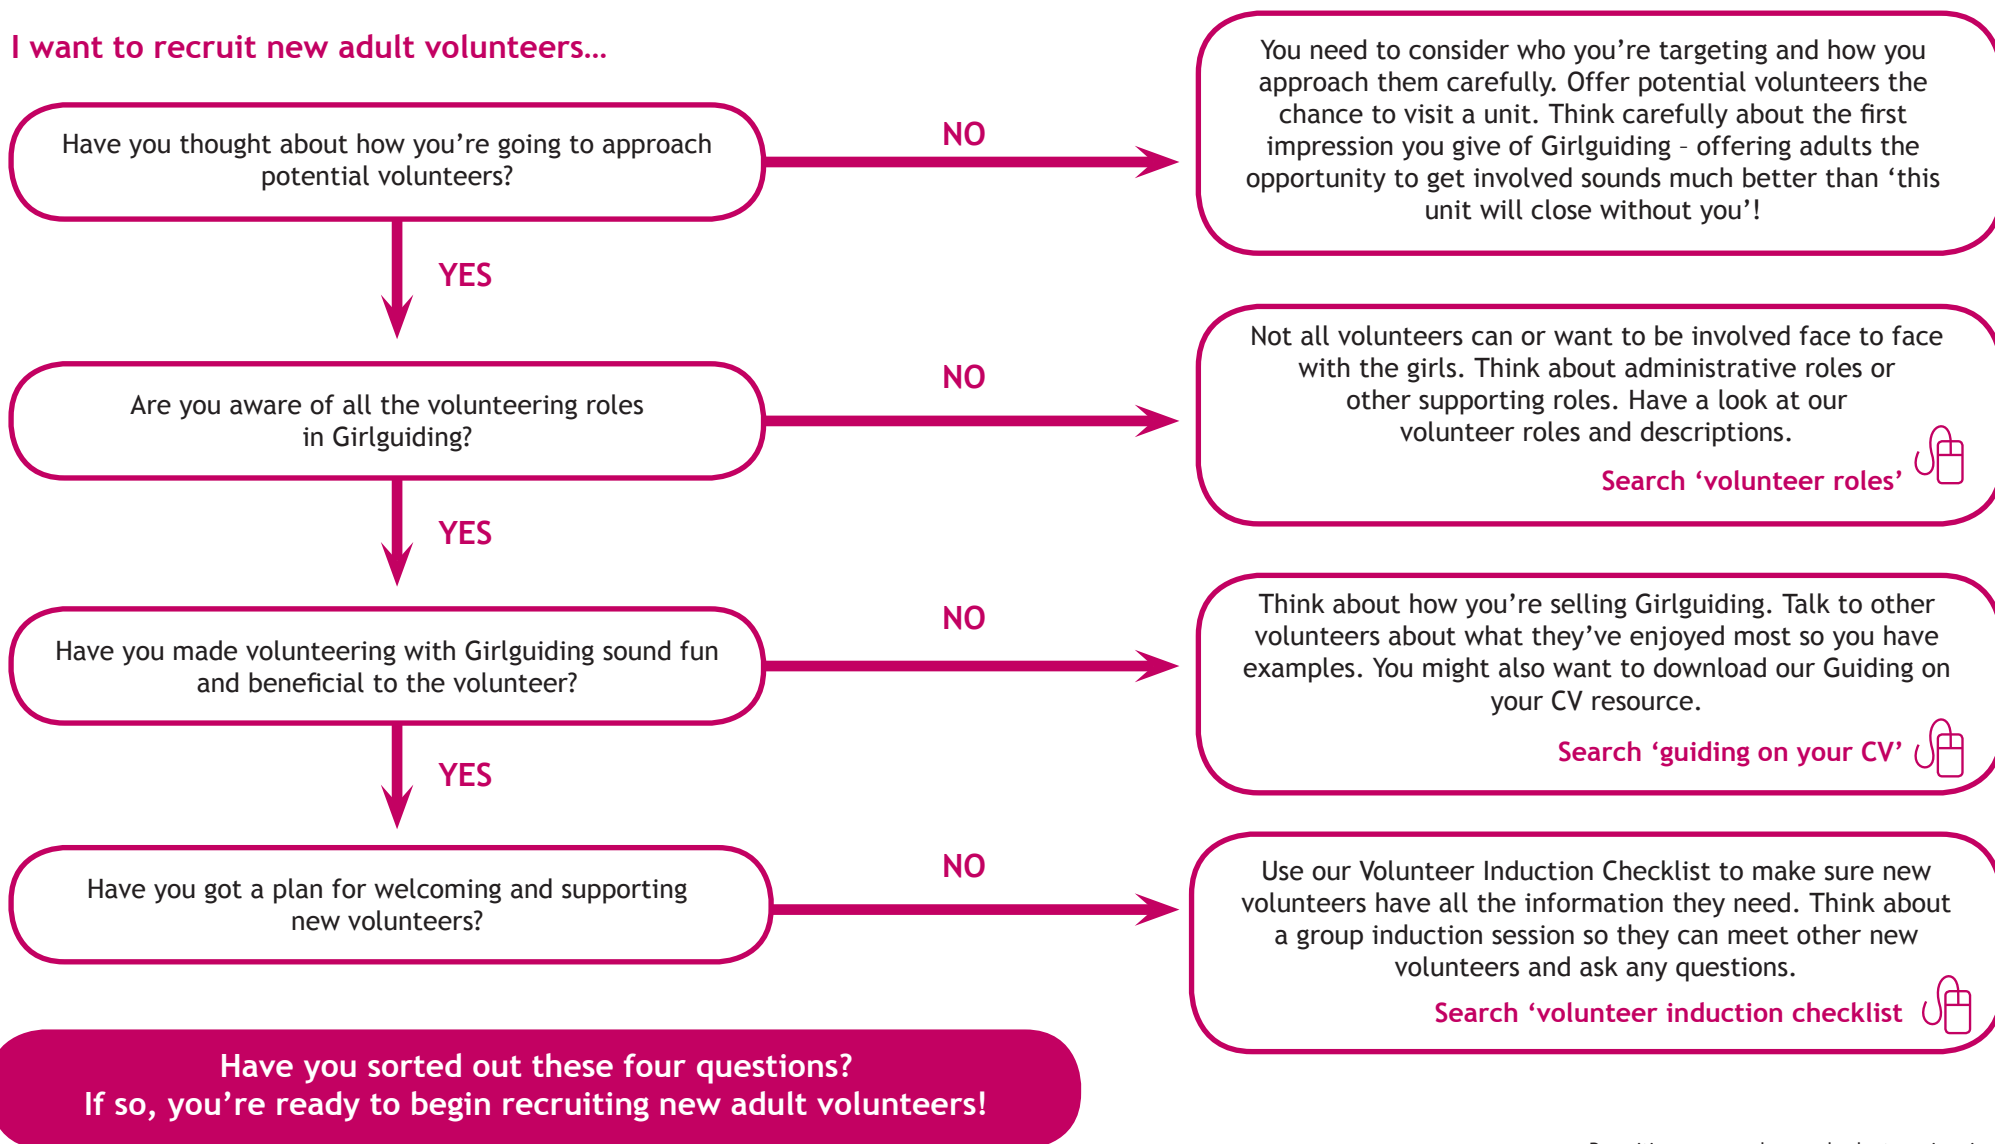 I want to recruit new adult volunteers...
Have you thought about how you're going to approach
potential volunteers?
NO
You need to consider who you're targeting and how you
approach them carefully. Offer potential volunteers the
chance to visit a unit. Think carefully about the first
impression you give of Girlguiding – offering adults the
opportunity to get involved sounds much better than 'this
unit will close without you'!
YES
Are you aware of all the volunteering roles
in Girlguiding?
NO
Not all volunteers can or want to be involved face to face
with the girls. Think about administrative roles or
other supporting roles. Have a look at our
volunteer roles and descriptions.
Search 'volunteer roles'
YES
Have you made volunteering with Girlguiding sound fun
and beneficial to the volunteer?
NO
Think about how you're selling Girlguiding. Talk to other
volunteers about what they've enjoyed most so you have
examples. You might also want to download our Guiding on
your CV resource.
Search 'guiding on your CV'
YES
Have you got a plan for welcoming and supporting
new volunteers?
NO
Use our Volunteer Induction Checklist to make sure new
volunteers have all the information they need. Think about
a group induction session so they can meet other new
volunteers and ask any questions.
Search 'volunteer induction checklist
Have you sorted out these four questions?
If so, you're ready to begin recruiting new adult volunteers!